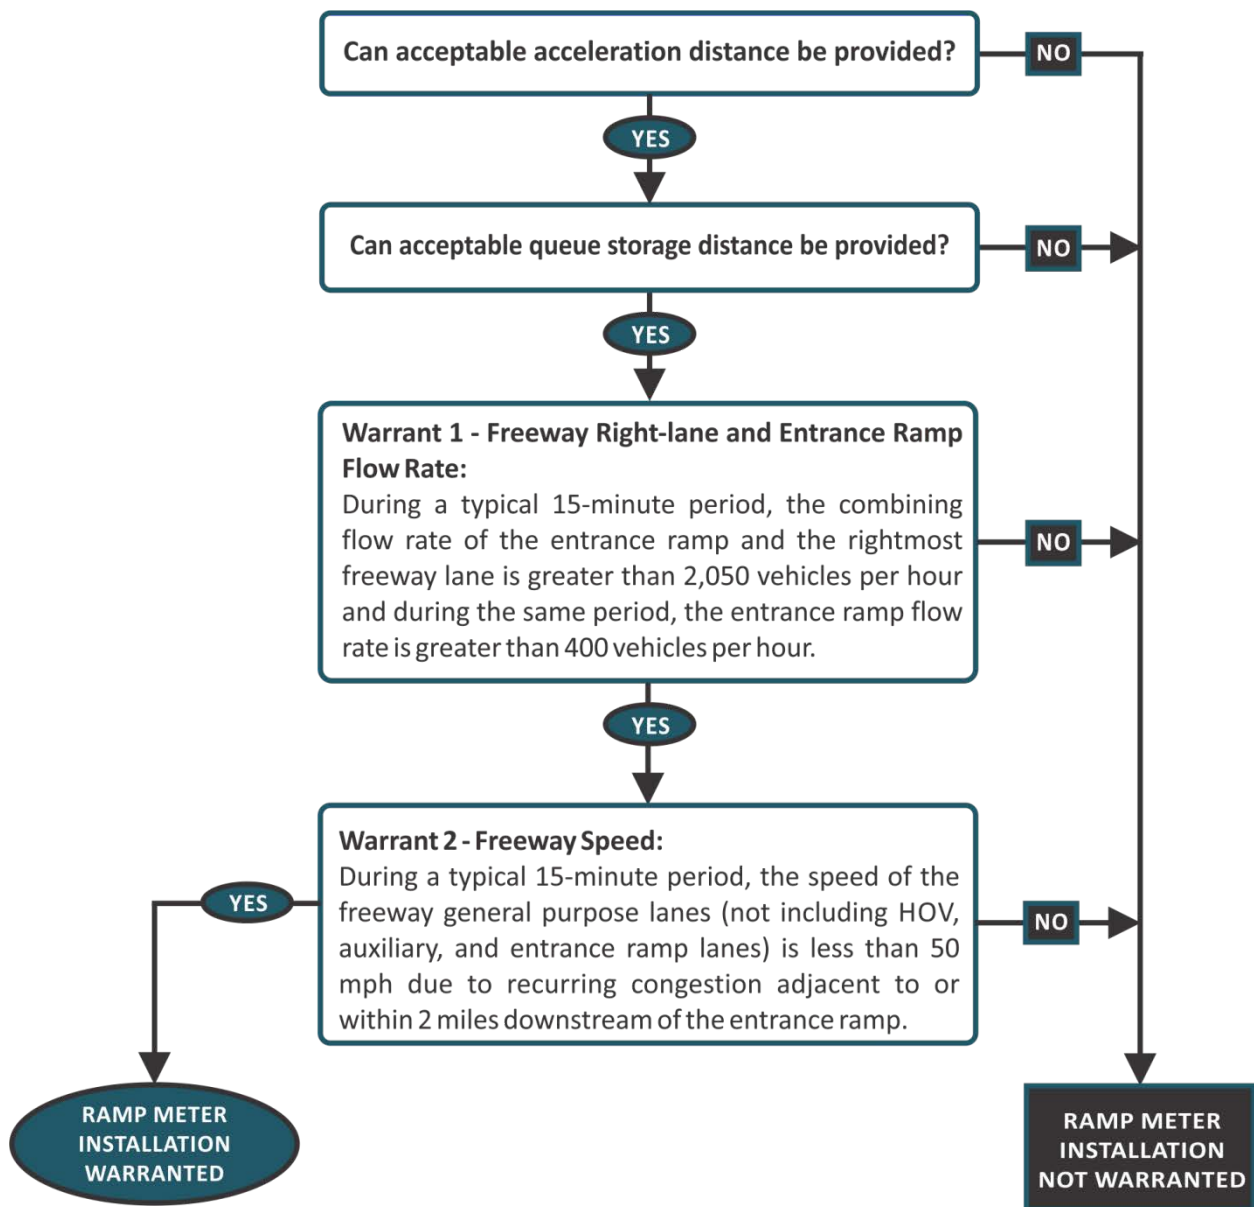 Can acceptable acceleration distance be provided?
NO
YES
Can acceptable queue storage distance be provided?
NO
YES
Warrant 1 - Freeway Right-lane and Entrance Ramp
Flow Rate:
During a typical 15-minute period, the combining
flow rate of the entrance ramp and the rightmost
freeway lane is greater than 2,050 vehicles per hour
and during the same period, the entrance ramp flow
rate is greater than 400 vehicles per hour.
NO
YES
Warrant 2 - Freeway Speed:
During a typical 15-minute period, the speed of the
freeway general purpose lanes (not including HOV,
auxiliary, and entrance ramp lanes) is less than 50
mph due to recurring congestion adjacent to or
within 2 miles downstream of the entrance ramp.
YES
NO
RAMP METER
INSTALLATION
WARRANTED
RAMP METER
INSTALLATION
NOT WARRANTED